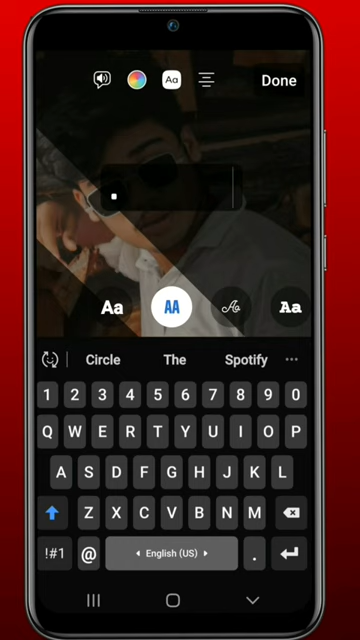 Aa Done
.
Aa AA Aa Aa
Circle The Spotify ...
1 2 3 4 5 6 7 8 9 0
Q W E R T Y U I O P
A S D F G H J K L
Z X C V B N M
!#1 @ English (US) .